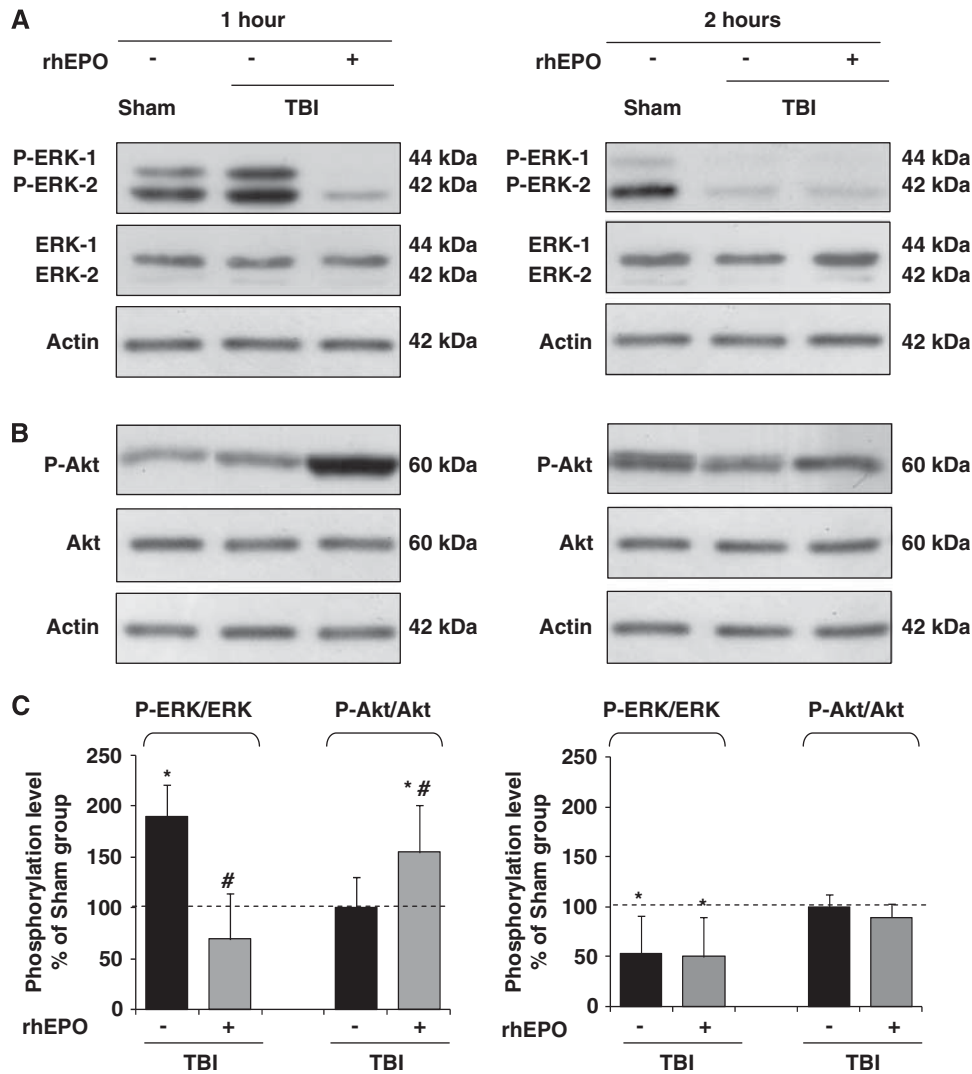 A
1 hour
2 hours
rhEPO - - +
rhEPO - - +
Sham TBI
Sham TBI
P-ERK-1 44 kDa
P-ERK-2 42 kDa
P-ERK-1 44 kDa
P-ERK-2 42 kDa
ERK-1 44 kDa
ERK-2 42 kDa
ERK-1 44 kDa
ERK-2 42 kDa
Actin 42 kDa
Actin 42 kDa
B
P-Akt 60 kDa
P-Akt 60 kDa
Akt 60 kDa
Akt 60 kDa
Actin 42 kDa
Actin 42 kDa
C
P-ERK/ERK P-Akt/Akt
Phosphorylation level
% of Sham group
250
200
150
100
50
0
*
#
* #
rhEPO - + - +
TBI TBI
P-ERK/ERK P-Akt/Akt
Phosphorylation level
% of Sham group
250
200
150
100
50
0
* *
rhEPO - + - +
TBI TBI